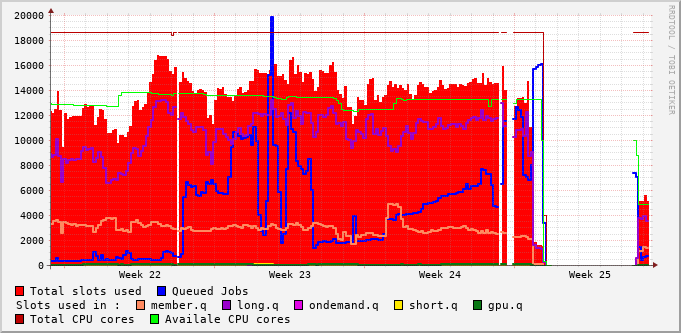 20000
18000
16000
14000
12000
10000
8000
6000
4000
2000
0
Week 22 Week 23 Week 24 Week 25
RRDTOOL / TOBI OETIKER
Total slots used Queued Jobs
Slots used in : member.q long.q ondemand.q short.q gpu.q
Total CPU cores Availale CPU cores